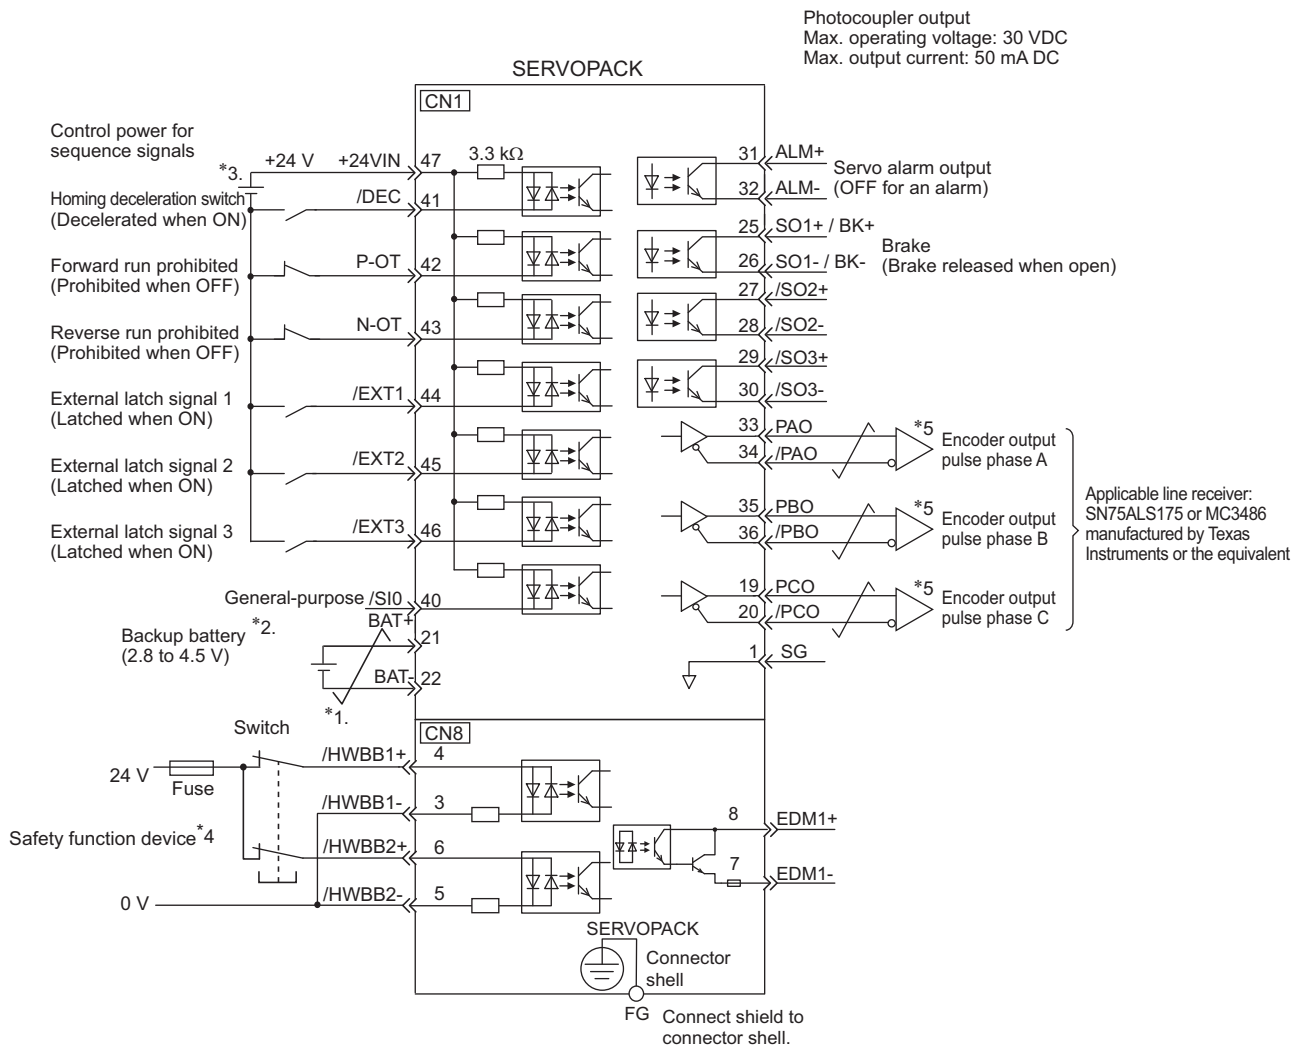 Photocoupler output
Max. operating voltage: 30 VDC
Max. output current: 50 mA DC
SERVOPACK
CN1
Control power for
sequence signals
*3.
+24 V
+24VIN
47
3.3 kΩ
31
ALM+
Servo alarm output
(OFF for an alarm)
32
ALM-
Homing deceleration switch
(Decelerated when ON)
/DEC
41
25
SO1+ / BK+
Brake
(Brake released when open)
26
SO1- / BK-
Forward run prohibited
(Prohibited when OFF)
P-OT
42
27
/SO2+
28
/SO2-
Reverse run prohibited
(Prohibited when OFF)
N-OT
43
29
/SO3+
30
/SO3-
External latch signal 1
(Latched when ON)
/EXT1
44
33
PAO
34
/PAO
*5
Encoder output
pulse phase A
External latch signal 2
(Latched when ON)
/EXT2
45
35
PBO
36
/PBO
*5
Encoder output
pulse phase B
Applicable line receiver:
SN75ALS175 or MC3486
manufactured by Texas
Instruments or the equivalent
External latch signal 3
(Latched when ON)
/EXT3
46
19
PCO
20
/PCO
*5
Encoder output
pulse phase C
General-purpose /SI0
40
Backup battery *2.
(2.8 to 4.5 V)
BAT+
21
BAT-
22
*1.
1
SG
CN8
Switch
24 V
Fuse
/HWBB1+
4
/HWBB1-
3
Safety function device*4
/HWBB2+
6
0 V
/HWBB2-
5
8
EDM1+
7
EDM1-
SERVOPACK
Connector
shell
FG
Connect shield to
connector shell.